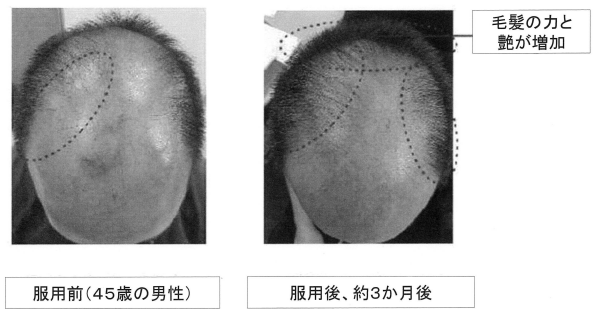 毛髪の力と
艶が増加
服用前(45歳の男性)
服用後、約3か月後